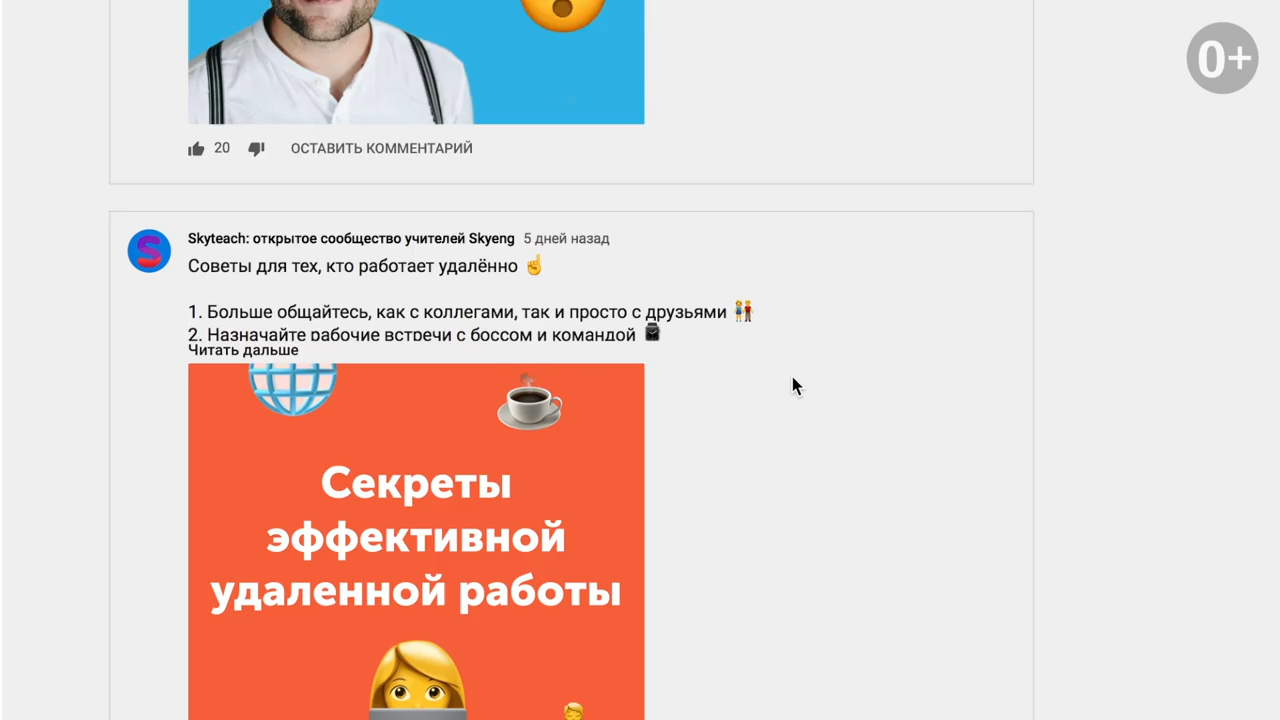 0+
20
ОСТАВИТЬ КОММЕНТАРИЙ
Skyteach: открытое сообщество учителей Skyeng 5 дней назад
Советы для тех, кто работает удалённо
1. Больше общайтесь, как с коллегами, так и просто с друзьями
2. Назначайте рабочие встречи с боссом и командой
Читать дальше
Секреты
эффективной
удаленной работы